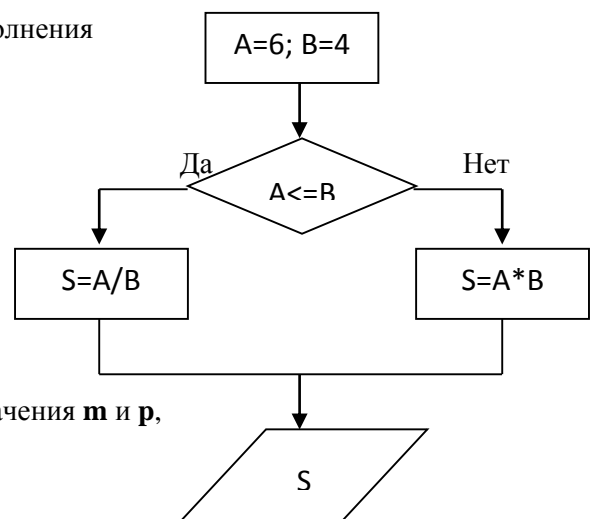 олнения
A=6; B=4
Да
Нет
A<=B
S=A/B
S=A*B
чения m и p,
S